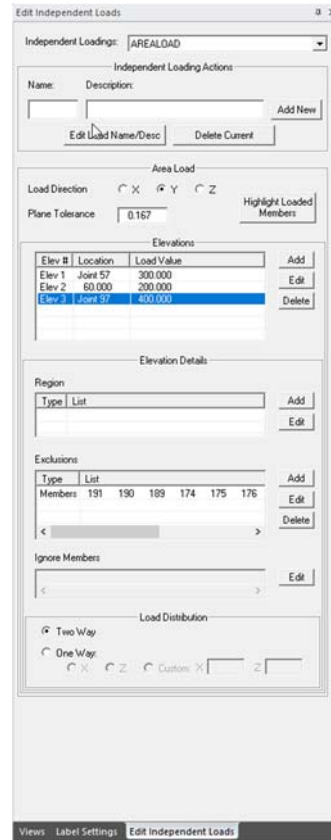 Edit Independent Loads
Independent Loadings: AREALOAD
Independent Loading Actions
Name: Description:
Add New
Edit Load Name/Desc Delete Current
Area Load
Load Direction X Y Z
Highlight Loaded Members
Plane Tolerance 0.167
Elevations
Elev # Location Load Value
Elev 1 Joint 57 300.000
Elev 2 60.000 200.000
Elev 3 Joint 97 400.000
Add
Edit
Delete
Elevation Details
Region
Type List
Add
Edit
Exclusions
Type List
Members 191 190 189 174 175 176
Add
Edit
Delete
Ignore Members
Edit
Load Distribution
Two Way
One Way:
X Z Custom: X Z
Views Label Settings Edit Independent Loads